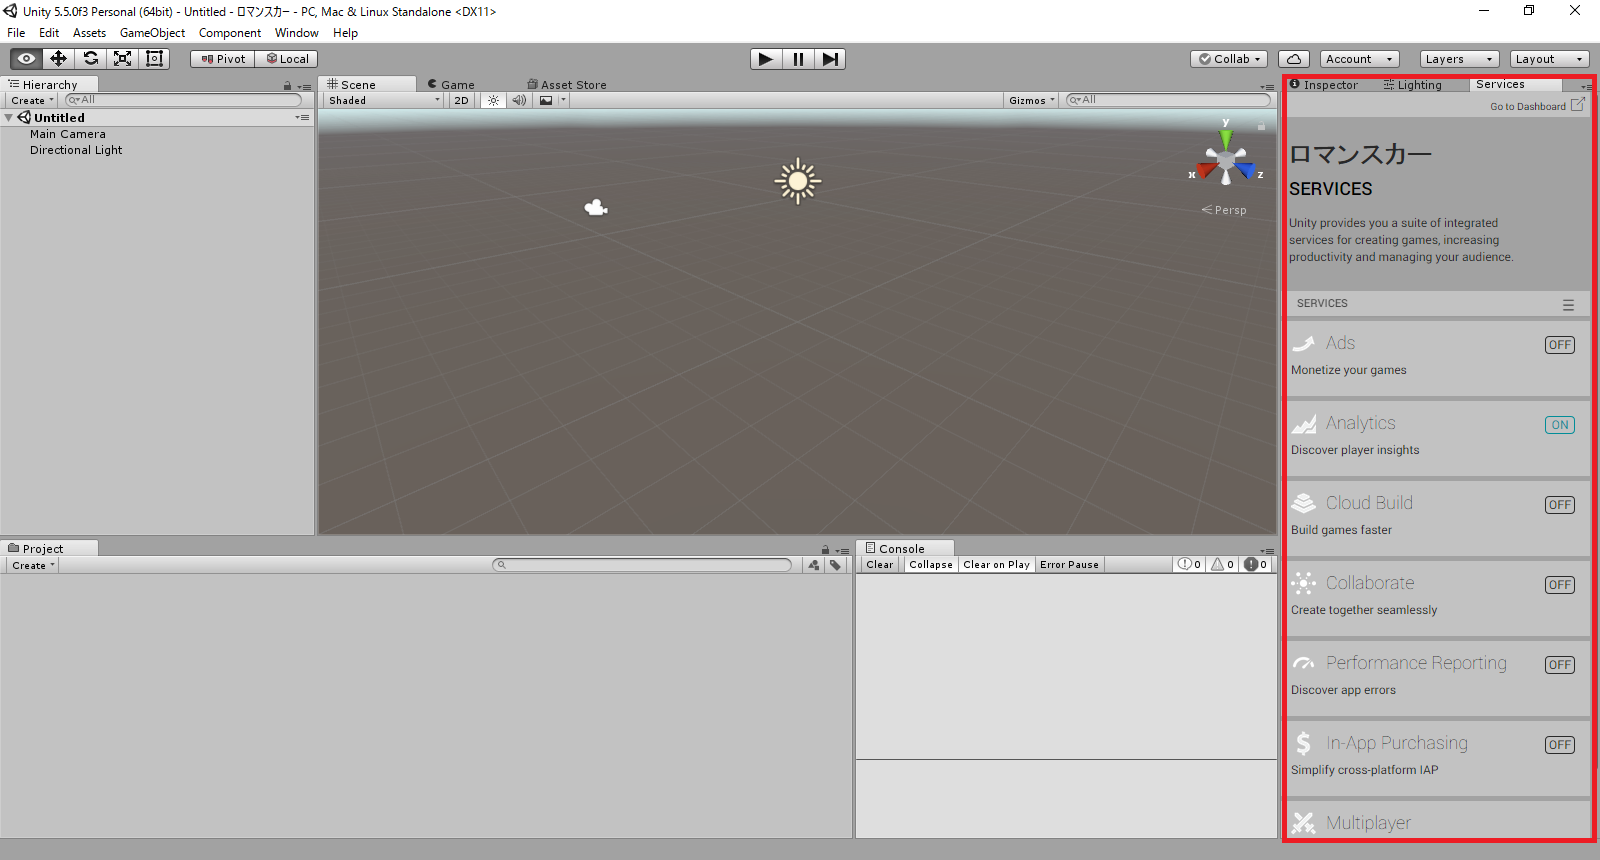 Unity 5.5.0f3 Personal (64bit) - Untitled - ロマンスカー - PC, Mac & Linux Standalone <DX11>
File Edit Assets GameObject Component Window Help
Pivot Local Collab Account Layers Layout
Hierarchy
Create All
Untitled
Main Camera
Directional Light
Scene Game Asset Store
Shaded 2D Gizmos All
y
x z
Persp
Project
Create
Console
Clear Collapse Clear on Play Error Pause 0 0 0
Inspector Lighting Services
Go to Dashboard
ロマンスカー
SERVICES
Unity provides you a suite of integrated
services for creating games, increasing
productivity and managing your audience.
SERVICES
Ads OFF
Monetize your games
Analytics ON
Discover player insights
Cloud Build OFF
Build games faster
Collaborate OFF
Create together seamlessly
Performance Reporting OFF
Discover app errors
In-App Purchasing OFF
Simplify cross-platform IAP
Multiplayer